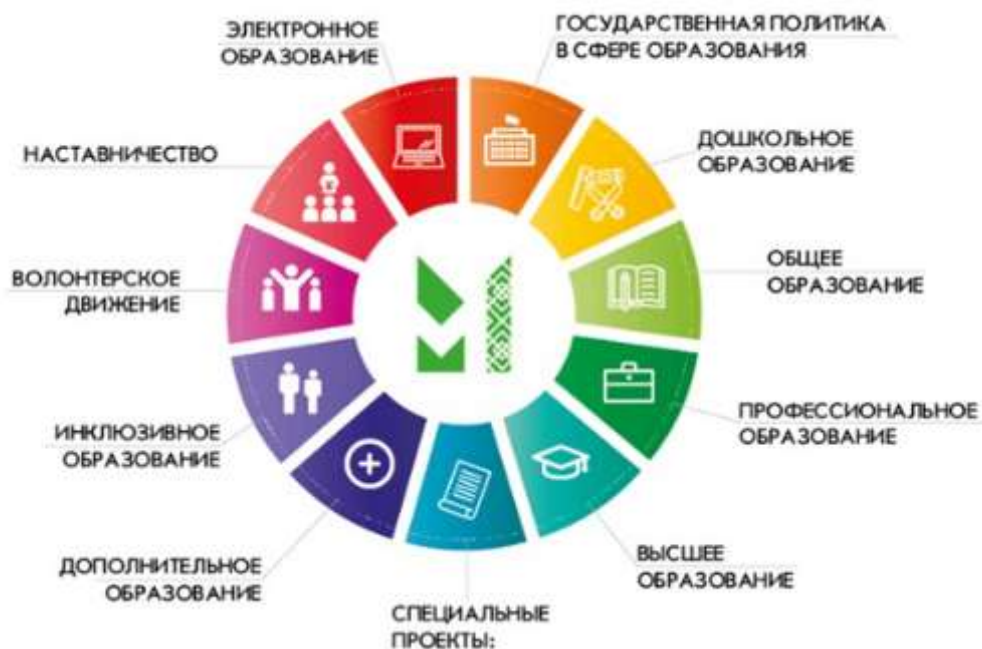 ЭЛЕКТРОННОЕ
ОБРАЗОВАНИЕ
ГОСУДАРСТВЕННАЯ ПОЛИТИКА
В СФЕРЕ ОБРАЗОВАНИЯ
НАСТАВНИЧЕСТВО
ДОШКОЛЬНОЕ
ОБРАЗОВАНИЕ
ВОЛОНТЕРСКОЕ
ДВИЖЕНИЕ
ОБЩЕЕ
ОБРАЗОВАНИЕ
ИНКЛЮЗИВНОЕ
ОБРАЗОВАНИЕ
ПРОФЕССИОНАЛЬНОЕ
ОБРАЗОВАНИЕ
ДОПОЛНИТЕЛЬНОЕ
ОБРАЗОВАНИЕ
ВЫСШЕЕ
ОБРАЗОВАНИЕ
СПЕЦИАЛЬНЫЕ
ПРОЕКТЫ: